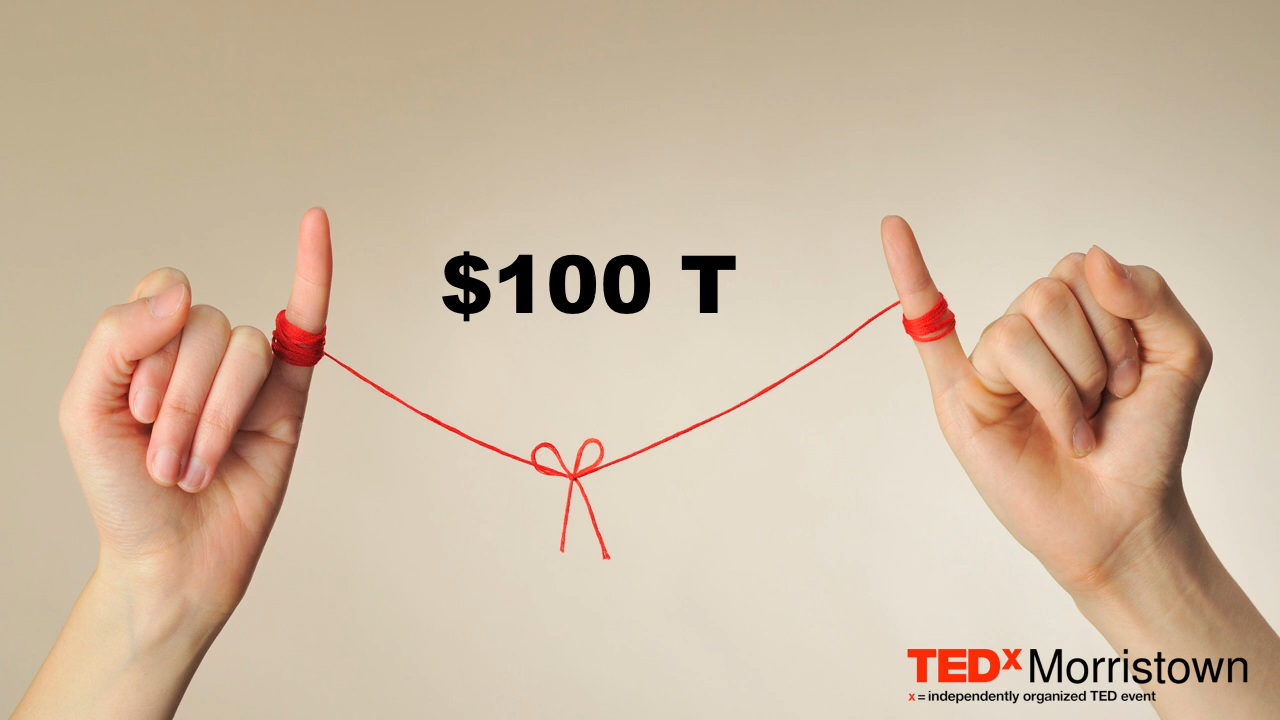 $100 T
TEDx Morristown
x = independently organized TED event